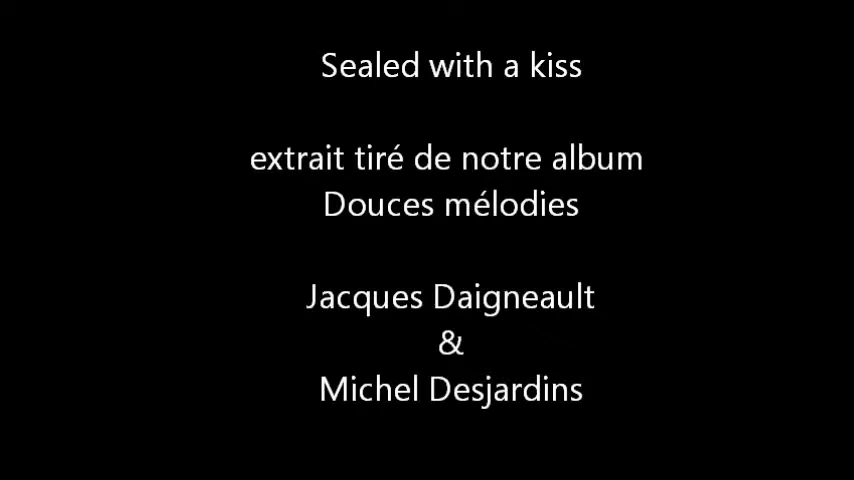 Sealed with a kiss
extrait tiré de notre album
Douces mélodies
Jacques Daigneault
&
Michel Desjardins